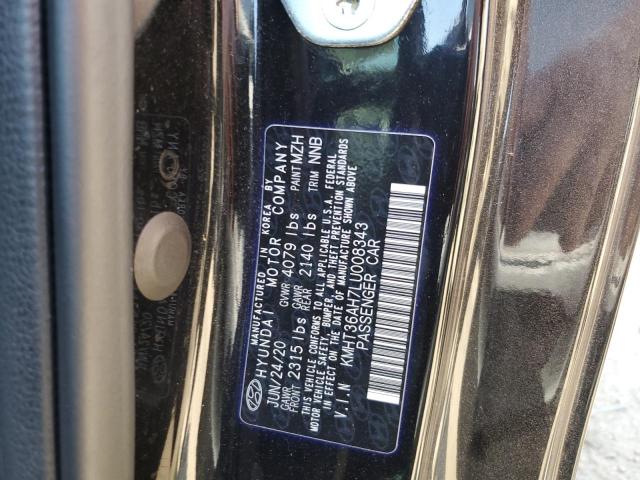 MANUFACTURED IN KOREA BY
HYUNDAI MOTOR COMPANY
JUN/24/20 GVWR 4079 lbs PAINT MZH
GAWR FRONT 2315 lbs GAWR REAR 2140 lbs TRIM NNB
THIS VEHICLE CONFORMS TO ALL APPLICABLE U.S.A. FEDERAL
MOTOR VEHICLE SAFETY, BUMPER, AND THEFT PREVENTION STANDARDS
IN EFFECT ON THE DATE OF MANUFACTURE SHOWN ABOVE
V.I.N KMHT36AH7LU008343
PASSENGER CAR